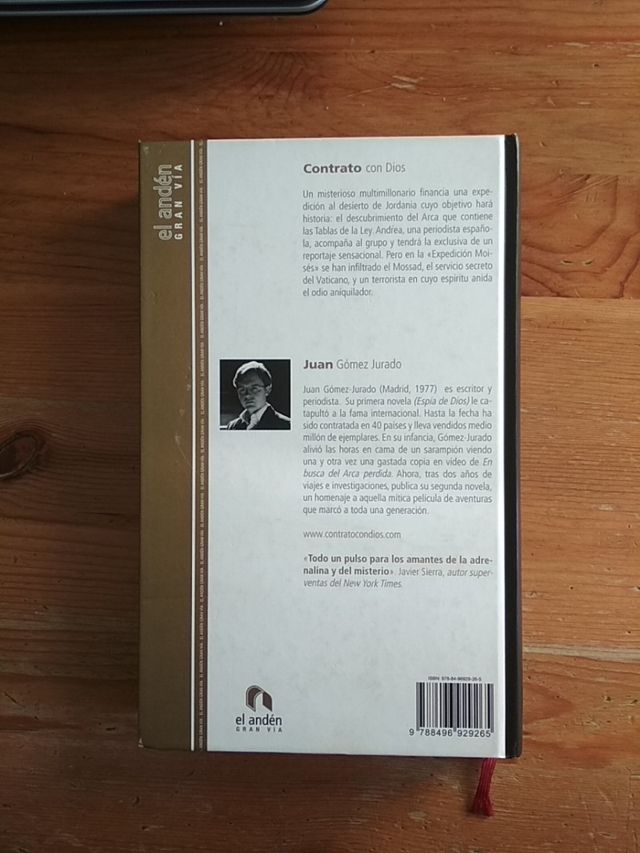 el andén
GRAN VÍA
Contrato con Dios
Un misterioso multimillonario financia una expe-
dición al desierto de Jordania cuyo objetivo hará
historia: el descubrimiento del Arca que contiene
las Tablas de la Ley. Andrea, una periodista españo-
la, acompaña al grupo y tendrá la exclusiva de un
reportaje sensacional. Pero en la «Expedición Moi-
sés» se han infiltrado el Mossad, el servicio secreto
del Vaticano, y un terrorista en cuyo espíritu anida
el odio aniquilador.
Juan Gómez Jurado
Juan Gómez-Jurado (Madrid, 1977) es escritor y
periodista. Su primera novela (Espía de Dios) le ca-
tapultó a la fama internacional. Hasta la fecha ha
sido contratada en 40 países y lleva vendidos medio
millón de ejemplares. En su infancia, Gómez-Jurado
alivió las horas en cama de un sarampión viendo
una y otra vez una gastada copia en vídeo de En
busca del Arca perdida. Ahora, tras dos años de
viajes e investigaciones, publica su segunda novela,
un homenaje a aquella mítica película de aventuras
que marcó a toda una generación.
www.contratocondios.com
«Todo un pulso para los amantes de la adre-
nalina y del misterio». Javier Sierra, autor super-
ventas del New York Times.
ISBN: 978-84-96929-26-5
9 788496 929265
el andén
GRAN VÍA